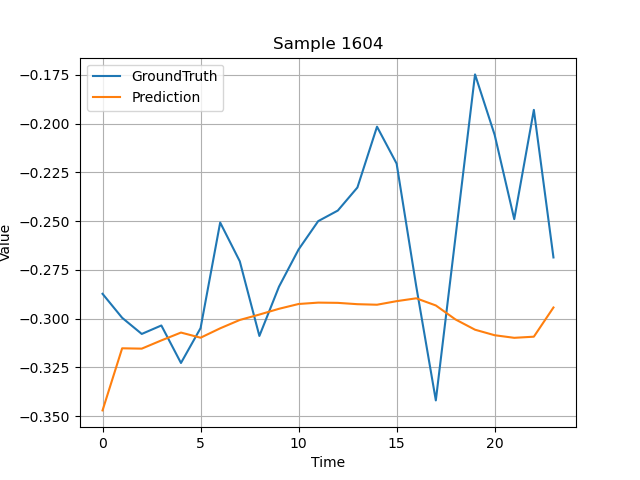 Sample 1604
GroundTruth
Prediction
−0.175
−0.200
−0.225
−0.250
−0.275
−0.300
−0.325
−0.350
Value
0 5 10 15 20
Time